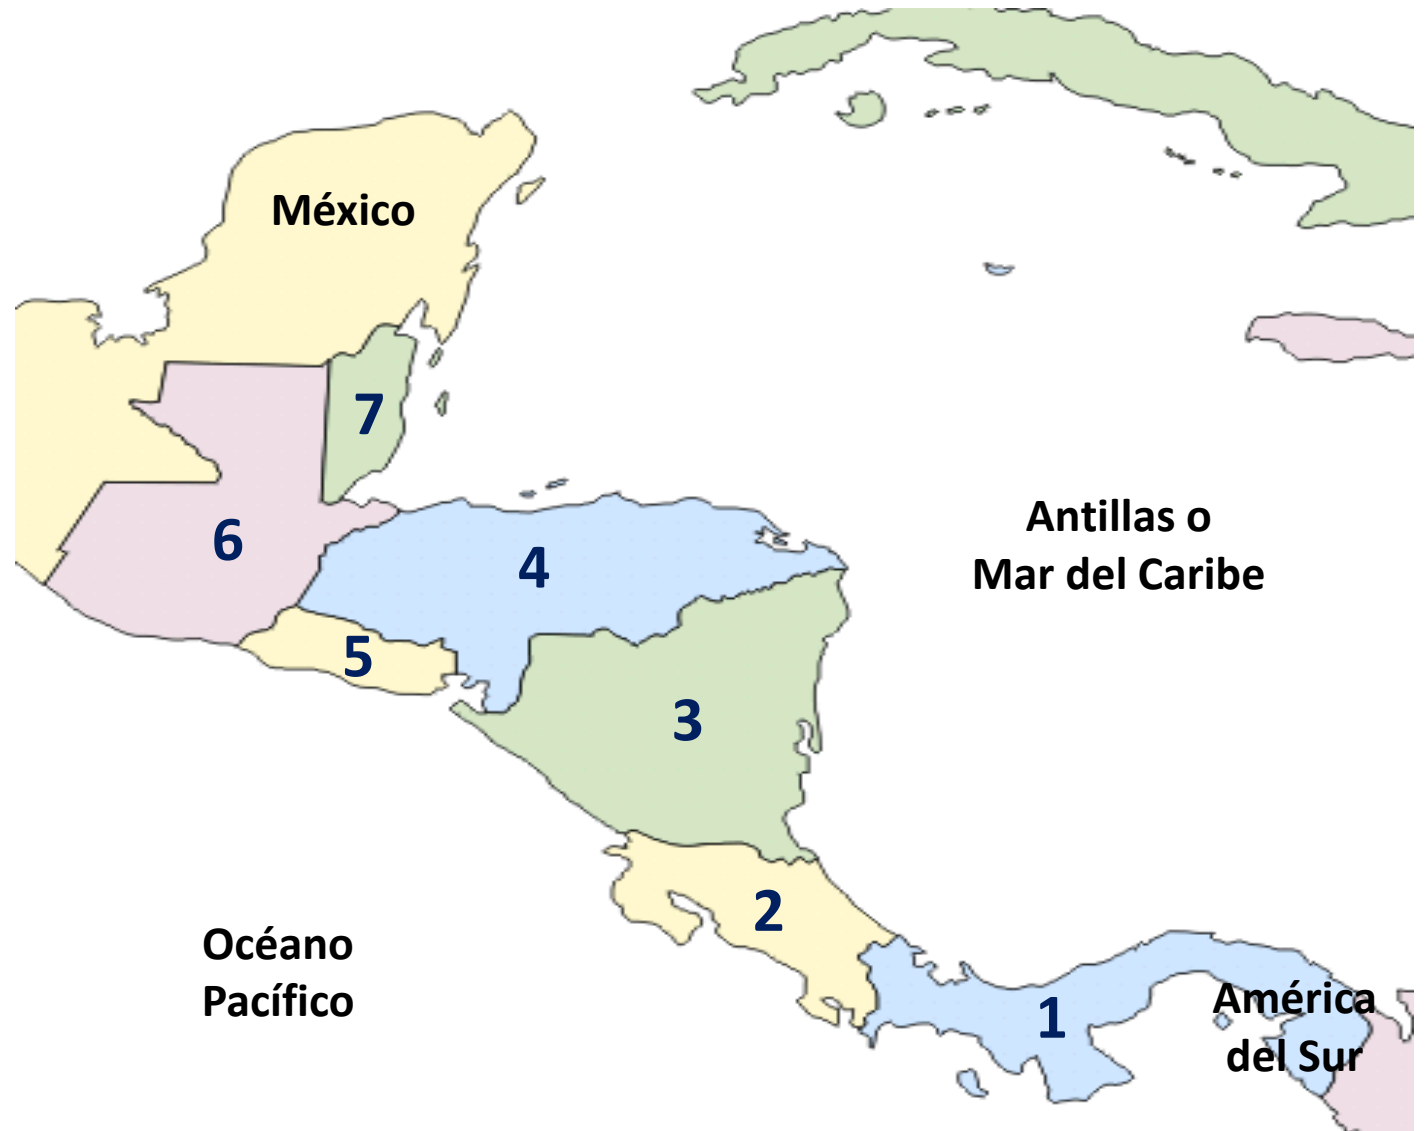 México
7
Antillas o
Mar del Caribe
6
4
5
3
2
Océano
Pacífico
1
América
del Sur